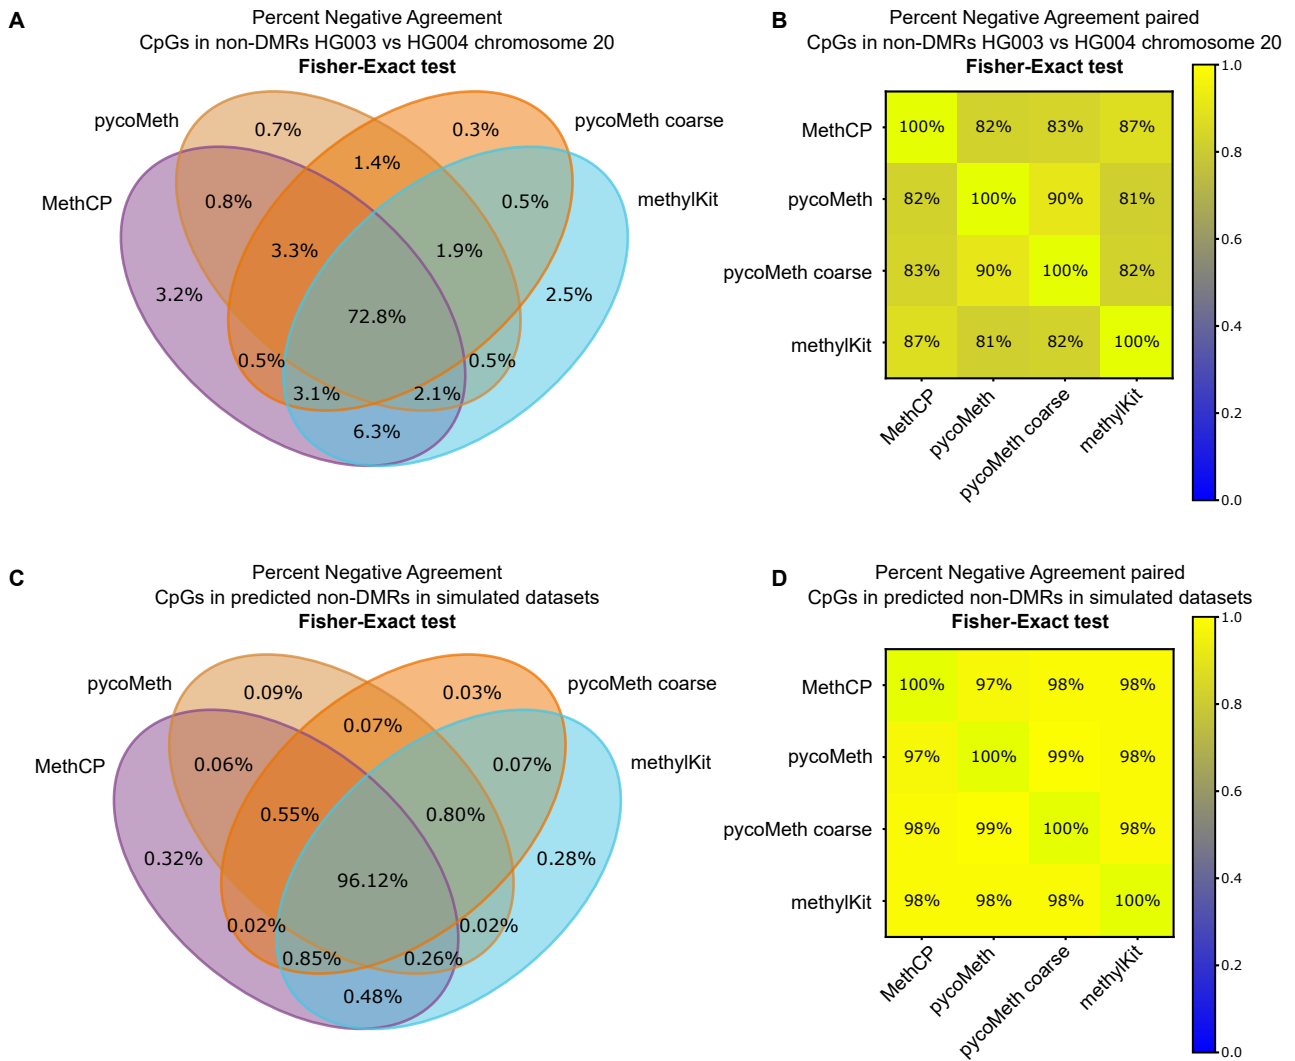 A
Percent Negative Agreement
CpGs in non-DMRs HG003 vs HG004 chromosome 20
Fisher-Exact test
pycoMeth
pycoMeth coarse
MethCP
methylKit
0.7%
0.3%
1.4%
0.8%
0.5%
3.3%
1.9%
3.2%
2.5%
72.8%
0.5%
0.5%
3.1%
2.1%
6.3%
B
Percent Negative Agreement paired
CpGs in non-DMRs HG003 vs HG004 chromosome 20
Fisher-Exact test
MethCP
100%
82%
83%
87%
pycoMeth
82%
100%
90%
81%
pycoMeth coarse
83%
90%
100%
82%
methylKit
87%
81%
82%
100%
MethCP
pycoMeth
pycoMeth coarse
methylKit
1.0
0.8
0.6
0.4
0.2
0.0
C
Percent Negative Agreement
CpGs in predicted non-DMRs in simulated datasets
Fisher-Exact test
pycoMeth
pycoMeth coarse
MethCP
methylKit
0.09%
0.03%
0.07%
0.06%
0.07%
0.55%
0.80%
0.32%
0.28%
96.12%
0.02%
0.02%
0.85%
0.26%
0.48%
D
Percent Negative Agreement paired
CpGs in predicted non-DMRs in simulated datasets
Fisher-Exact test
MethCP
100%
97%
98%
98%
pycoMeth
97%
100%
99%
98%
pycoMeth coarse
98%
99%
100%
98%
methylKit
98%
98%
98%
100%
MethCP
pycoMeth
pycoMeth coarse
methylKit
1.0
0.8
0.6
0.4
0.2
0.0